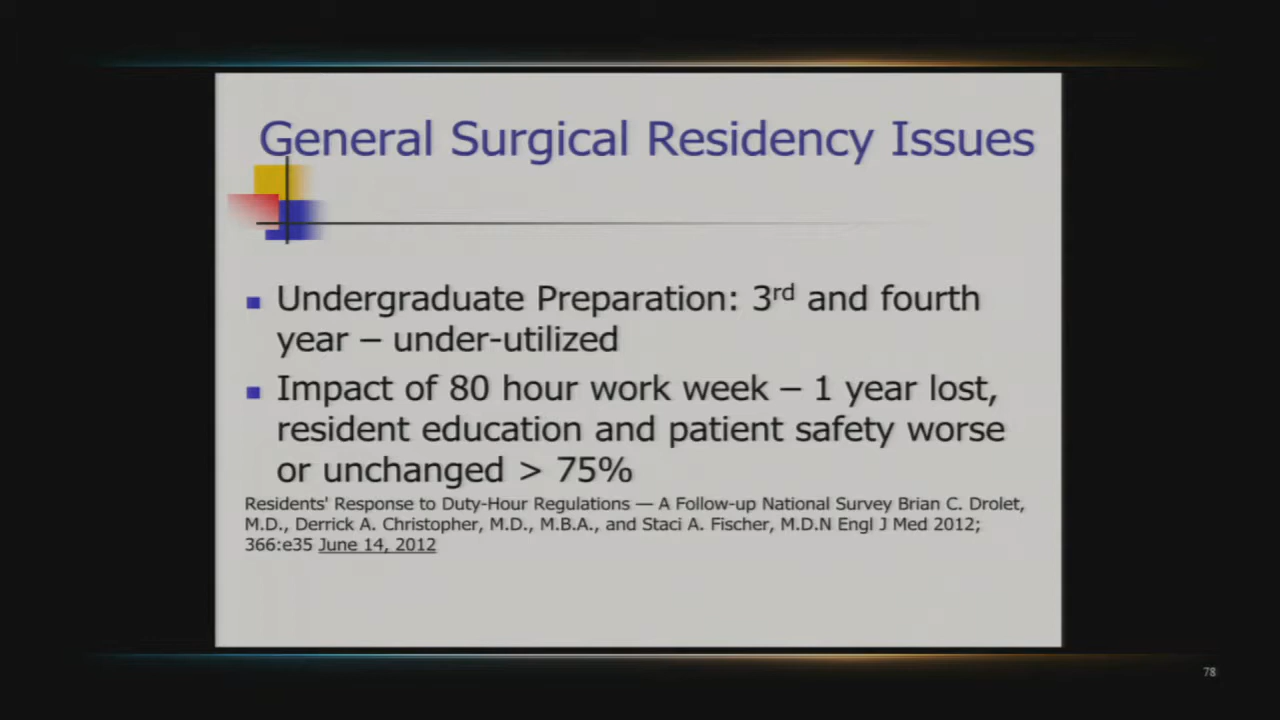 General Surgical Residency Issues
Undergraduate Preparation: 3rd and fourth
year – under-utilized
Impact of 80 hour work week – 1 year lost,
resident education and patient safety worse
or unchanged > 75%
Residents' Response to Duty-Hour Regulations — A Follow-up National Survey Brian C. Drolet,
M.D., Derrick A. Christopher, M.D., M.B.A., and Staci A. Fischer, M.D.N Engl J Med 2012;
366:e35 June 14, 2012
78